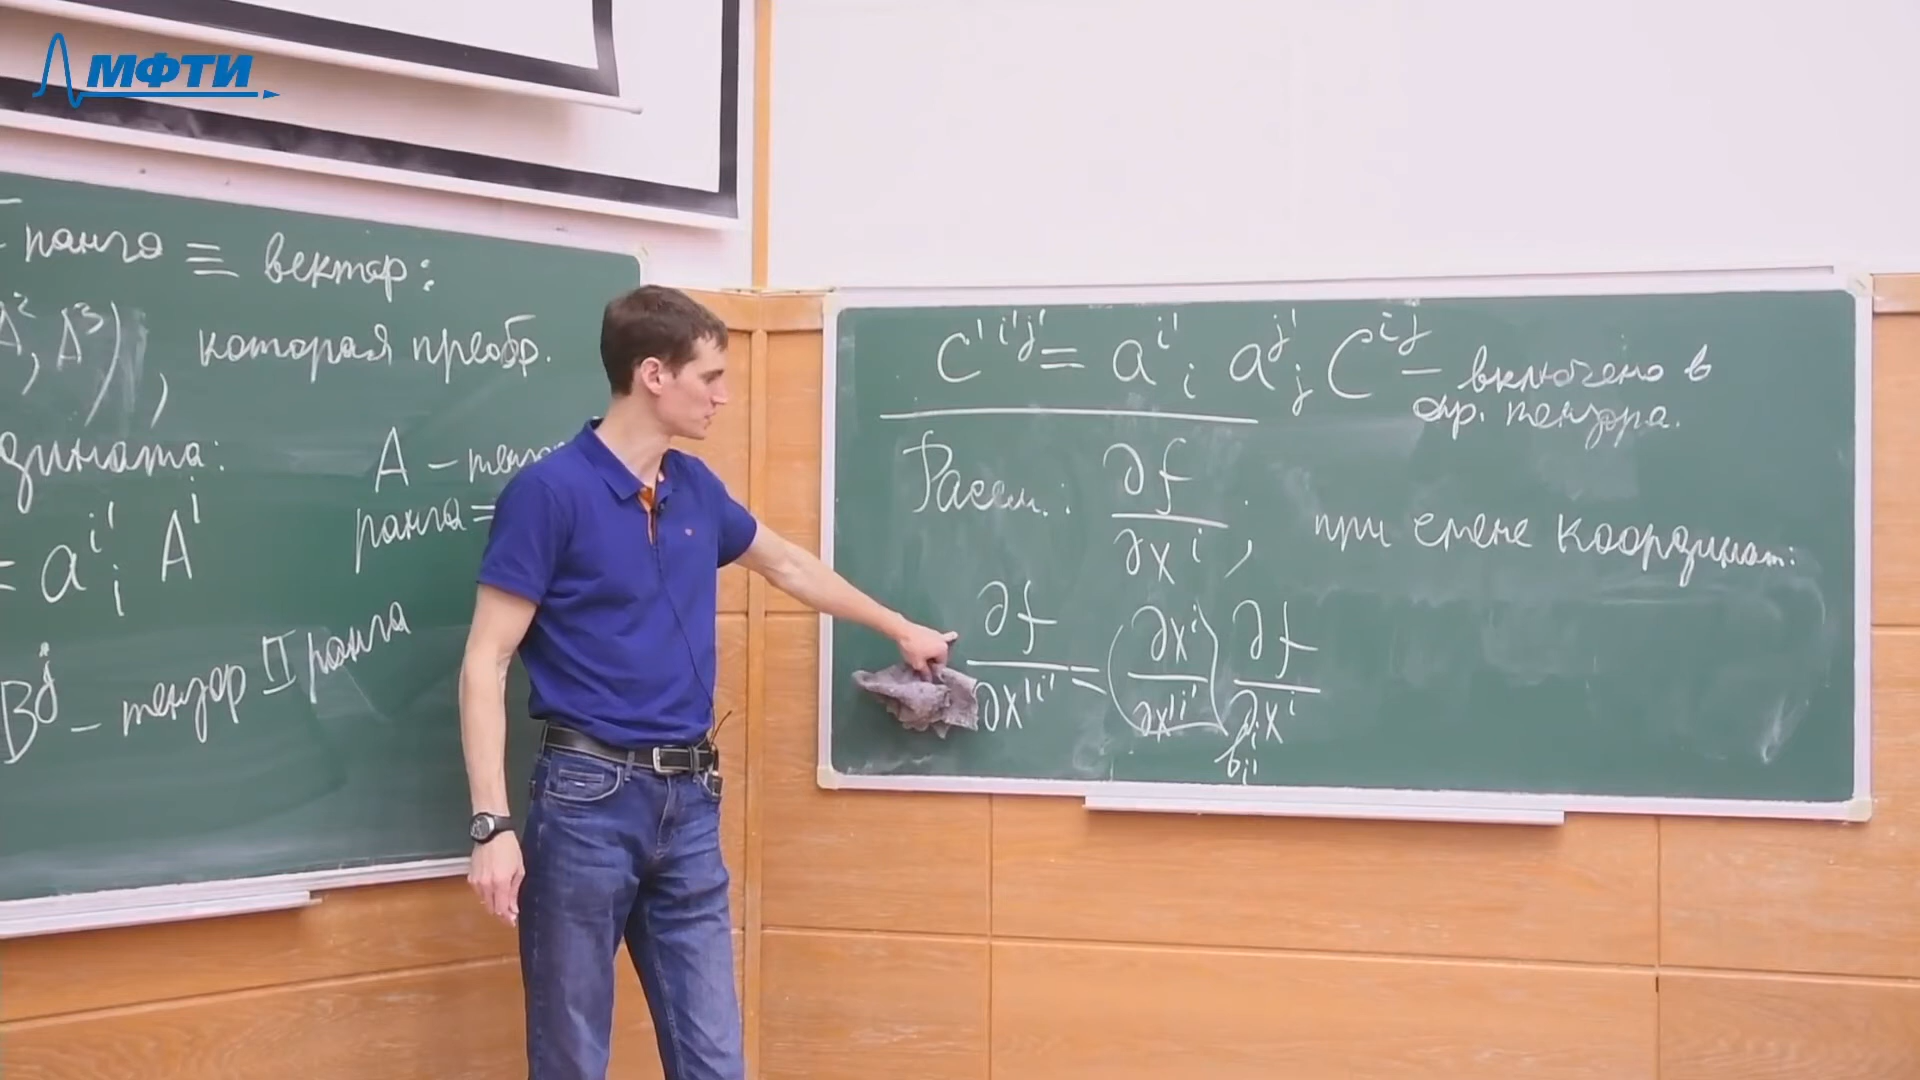 МФТИ
ранга ≡ вектор:
A², A³), которая преобр.
дината: A – тензор
ранга =
= aⁱ'ᵢ Aⁱ
Bʲ – тензор II ранга
C'ⁱ'ʲ' = aⁱ'ᵢ aʲ'ⱼ Cⁱʲ – включено в
опр. тензора.
Рассм.: ∂f/∂xⁱ, при смене координат:
∂f/∂x'ⁱ' = (∂xⁱ/∂x'ⁱ') ∂f/∂xⁱ
bⁱᵢ'